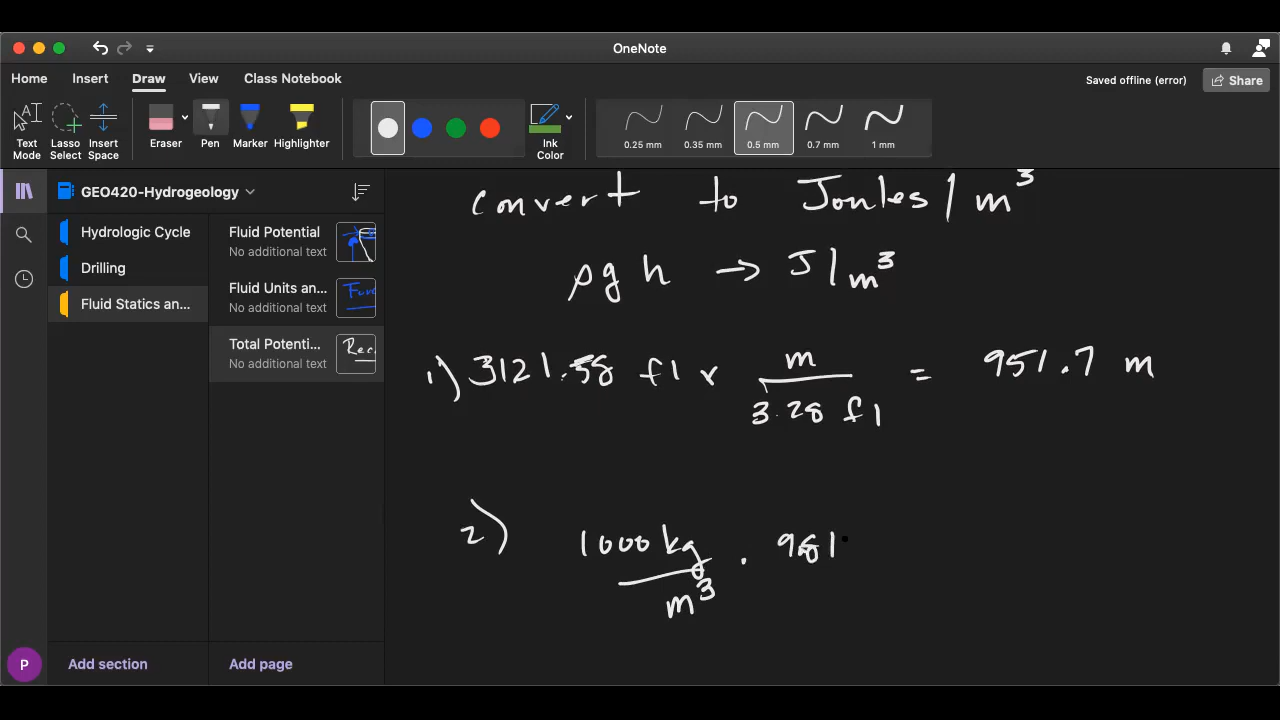 OneNote
Home Insert Draw View Class Notebook
Saved offline (error)
Share
Text Mode
Lasso Select
Insert Space
Eraser
Pen
Marker
Highlighter
Ink Color
0.25 mm
0.35 mm
0.5 mm
0.7 mm
1 mm
GEO420-Hydrogeology
Hydrologic Cycle
Drilling
Fluid Statics an...
Fluid Potential
No additional text
Fluid Units an...
No additional text
Total Potenti...
No additional text
Rec
P
Add section
Add page
convert to Joules/m³
ρgh → J/m³
1) 3121.58 ft x m / 3.28 ft = 951.7 m
2) 1000 kg / m³ · 9.81